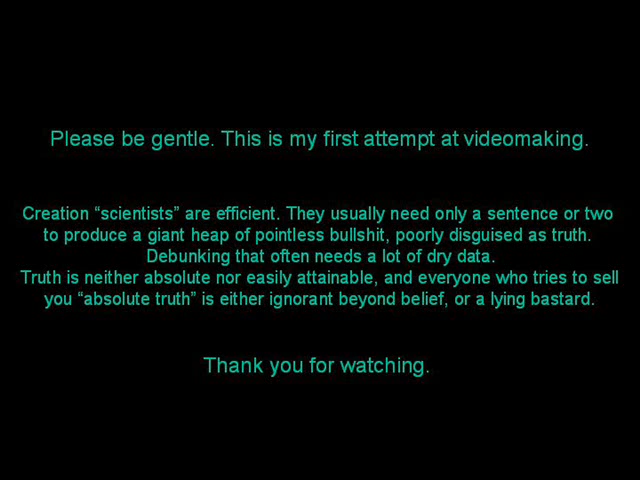 Please be gentle. This is my first attempt at videomaking.
Creation “scientists” are efficient. They usually need only a sentence or two
to produce a giant heap of pointless bullshit, poorly disguised as truth.
Debunking that often needs a lot of dry data.
Truth is neither absolute nor easily attainable, and everyone who tries to sell
you “absolute truth” is either ignorant beyond belief, or a lying bastard.
Thank you for watching.